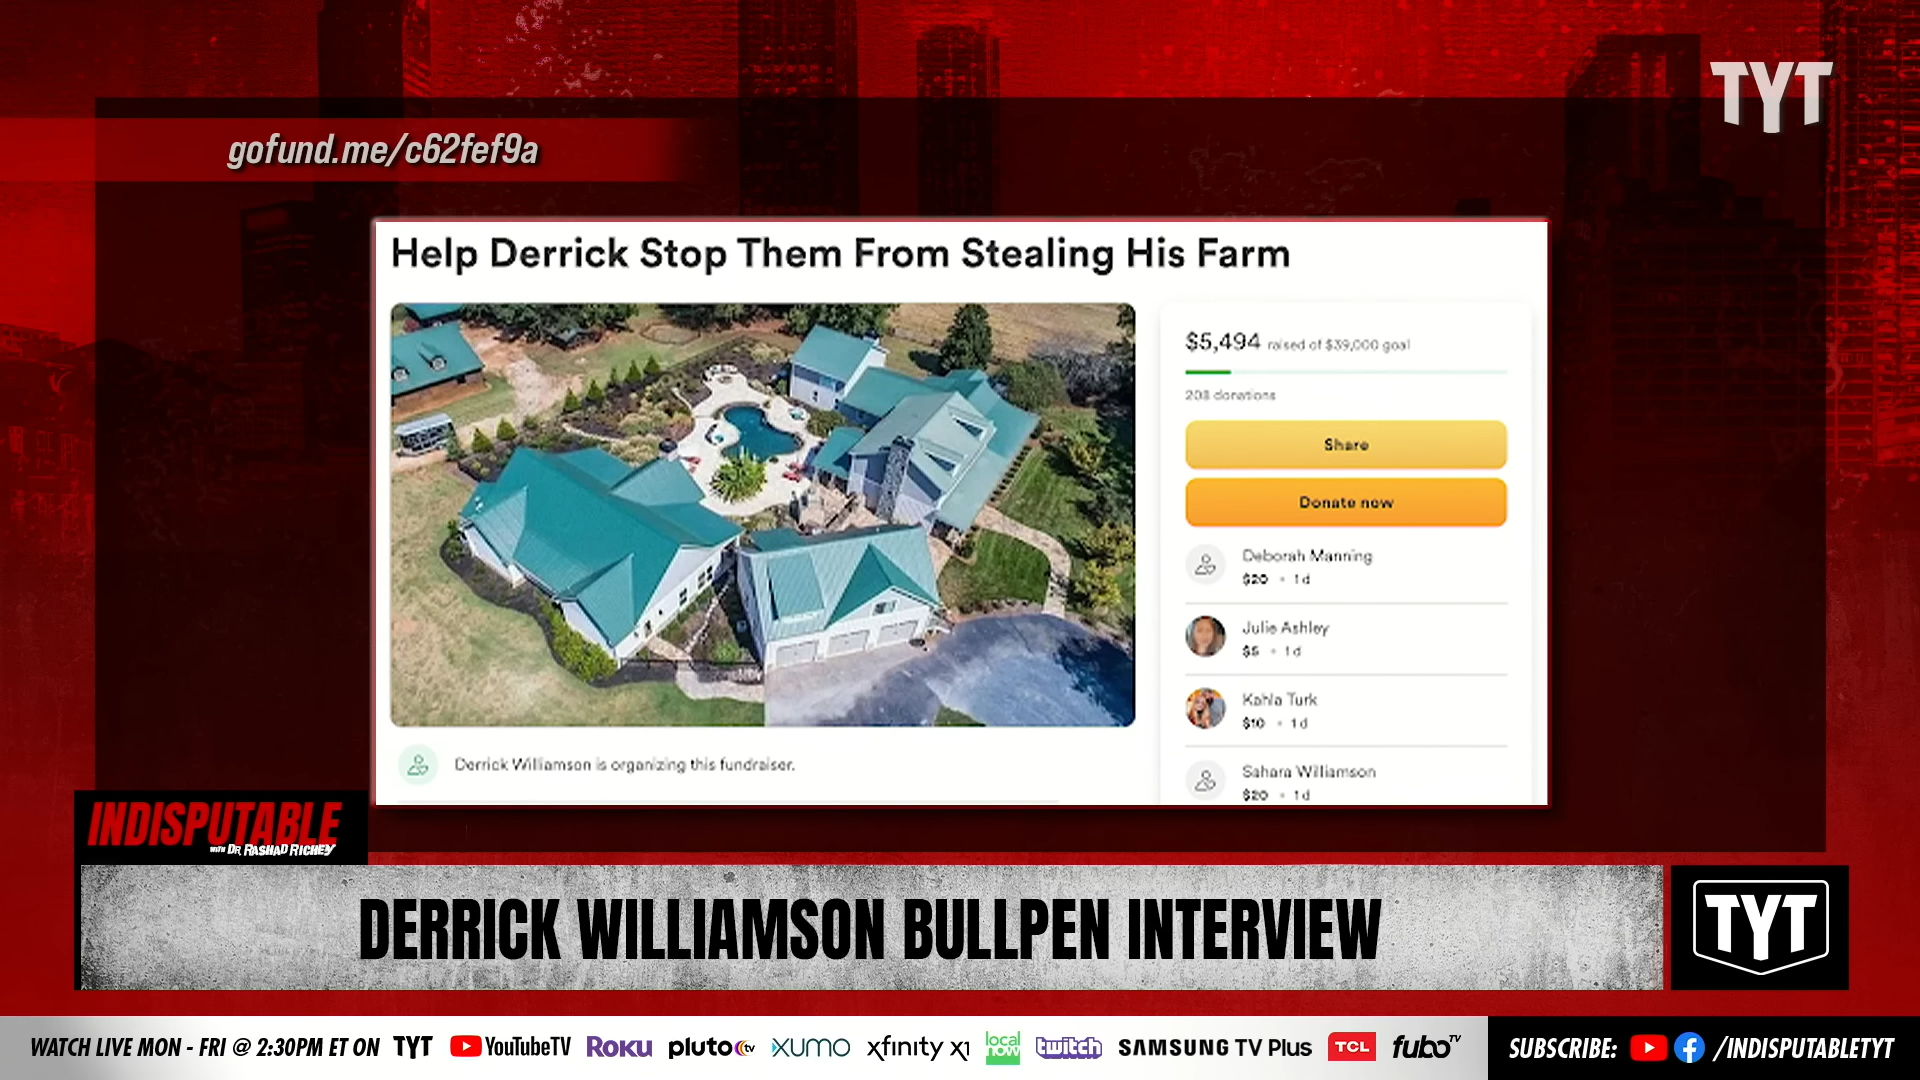 TYT
gofund.me/c62fef9a
Help Derrick Stop Them From Stealing His Farm
$5,494 raised of $39,000 goal
208 donations
Share
Donate now
Deborah Manning
$20 • 1 d
Julie Ashley
$5 • 1 d
Kahla Turk
$10 • 1 d
Sahara Williamson
$20 • 1 d
Derrick Williamson is organizing this fundraiser.
INDISPUTABLE
WITH DR RASHAD RICHEY
DERRICK WILLIAMSON BULLPEN INTERVIEW
TYT
WATCH LIVE MON - FRI @ 2:30PM ET ON TYT YouTubeTV ROKU pluto tv XUMO xfinity X1 local now twitch SAMSUNG TV Plus TCL fubo TV SUBSCRIBE: /INDISPUTABLETYT